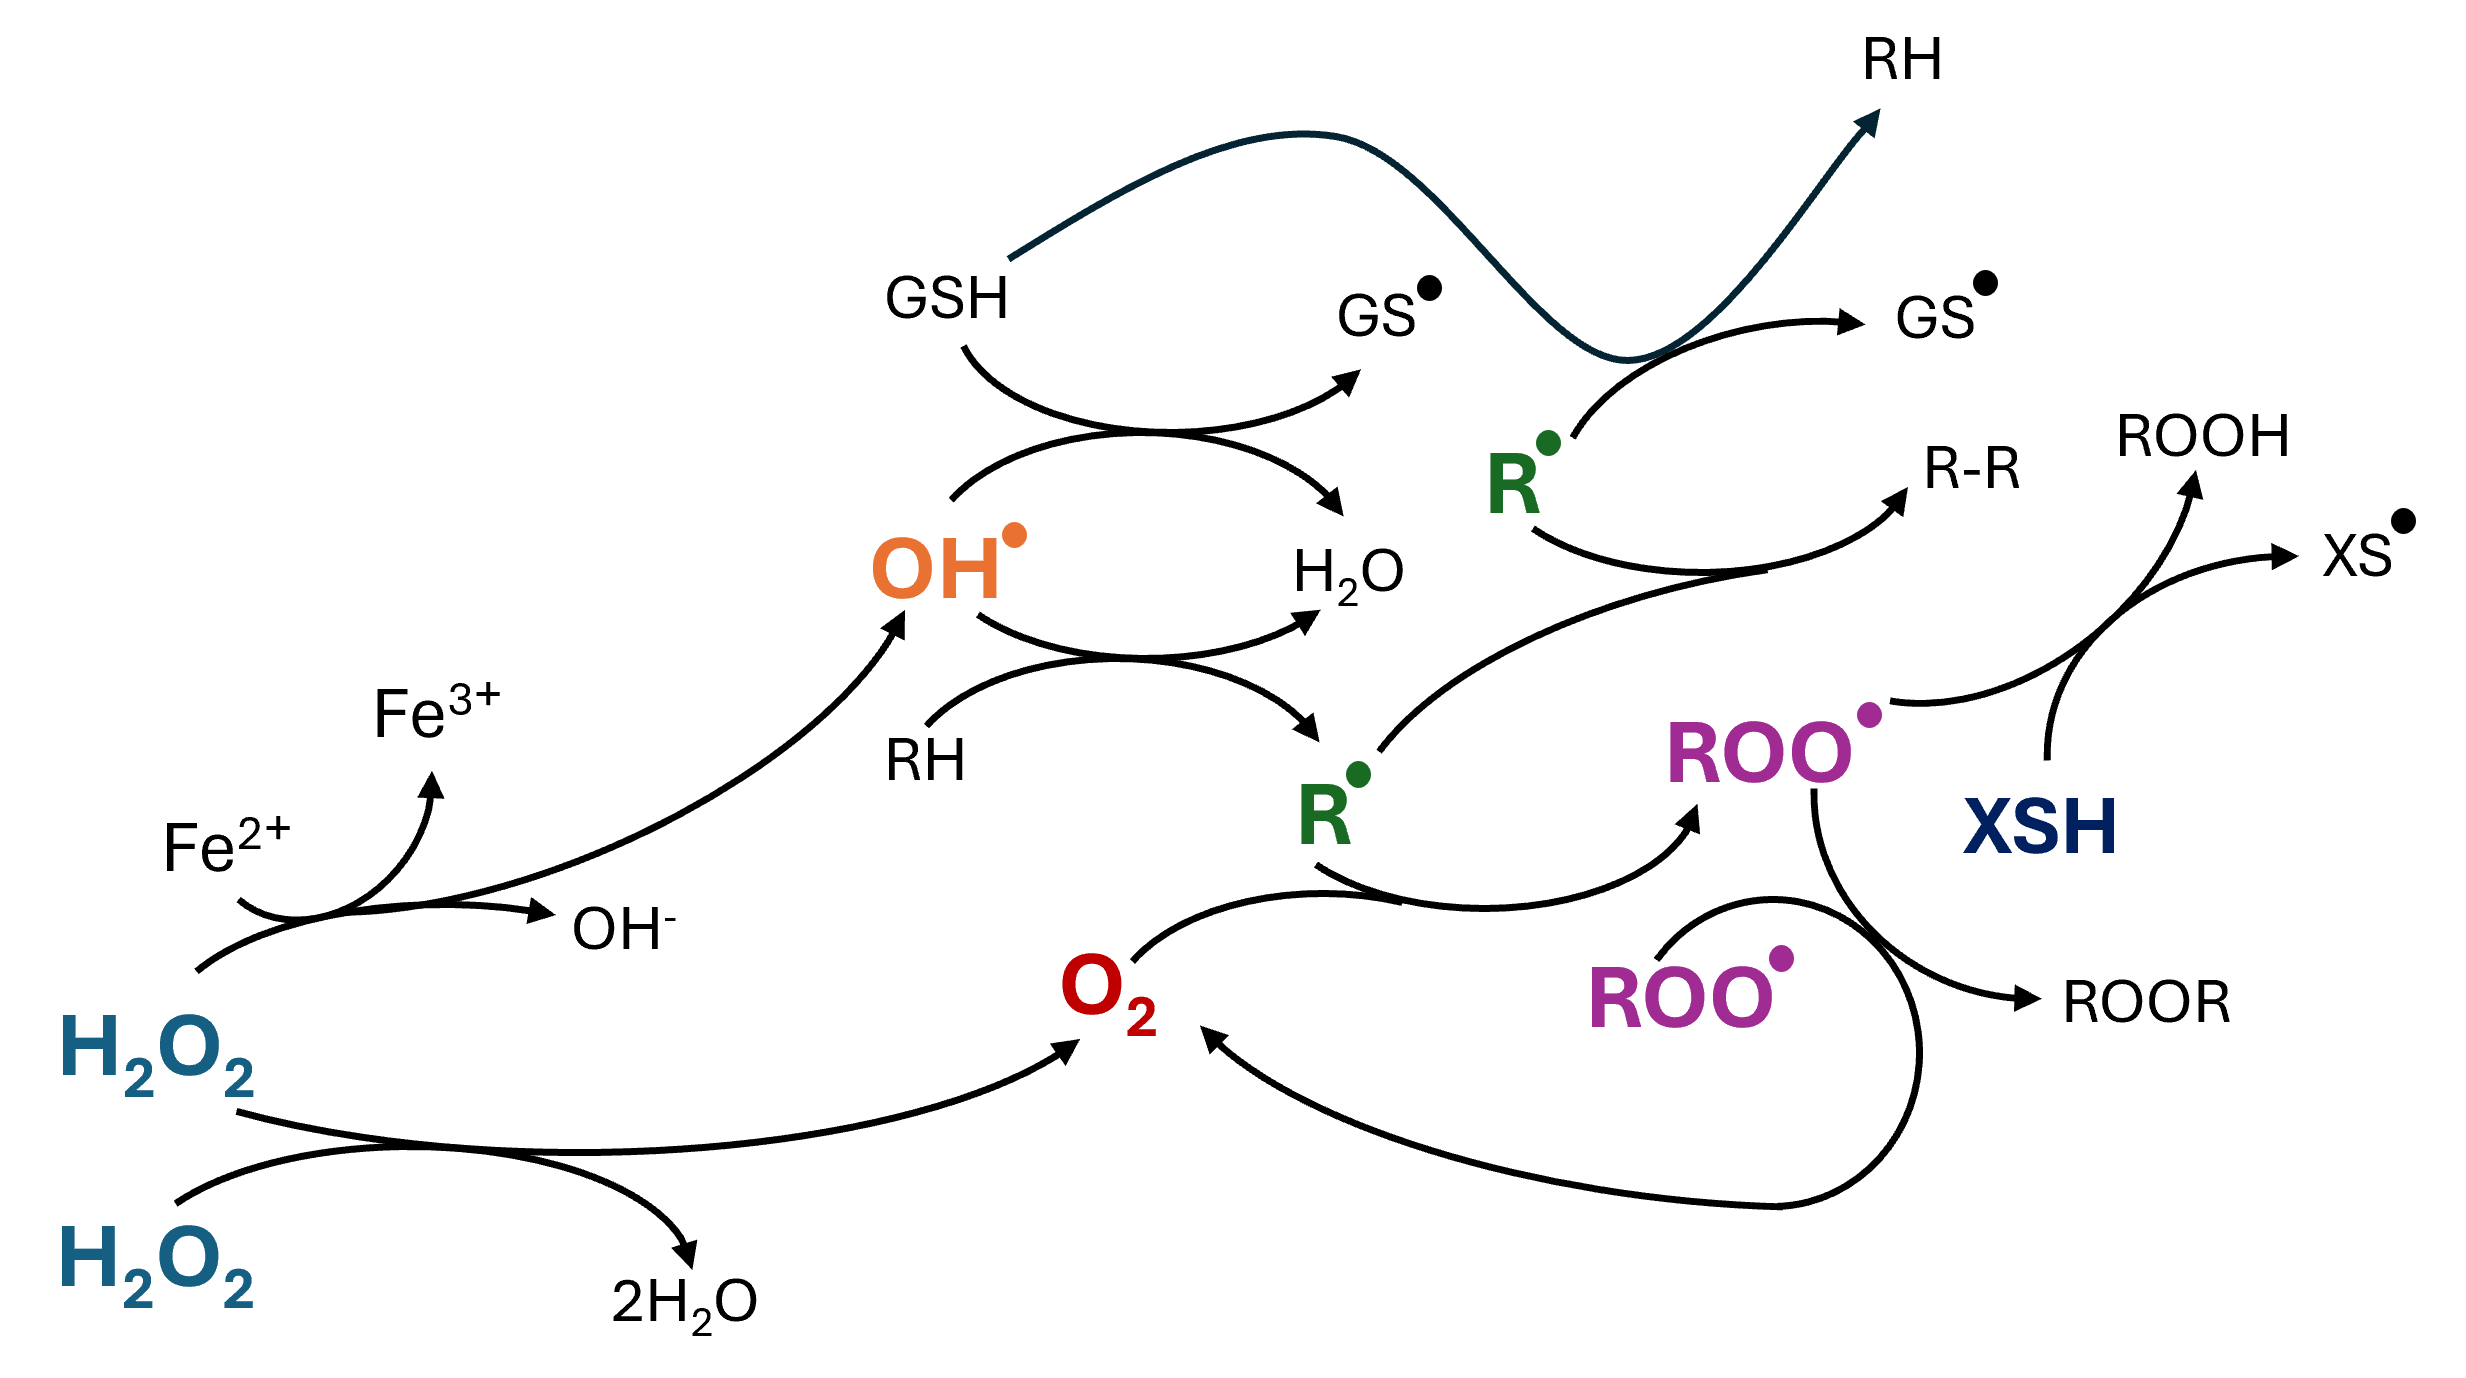 RH
GSH
GS•
GS•
R•
R-R
ROOH
XS•
OH•
H₂O
Fe³⁺
RH
R•
ROO•
XSH
Fe²⁺
OH⁻
O₂
ROO•
ROOR
H₂O₂
H₂O₂
2H₂O